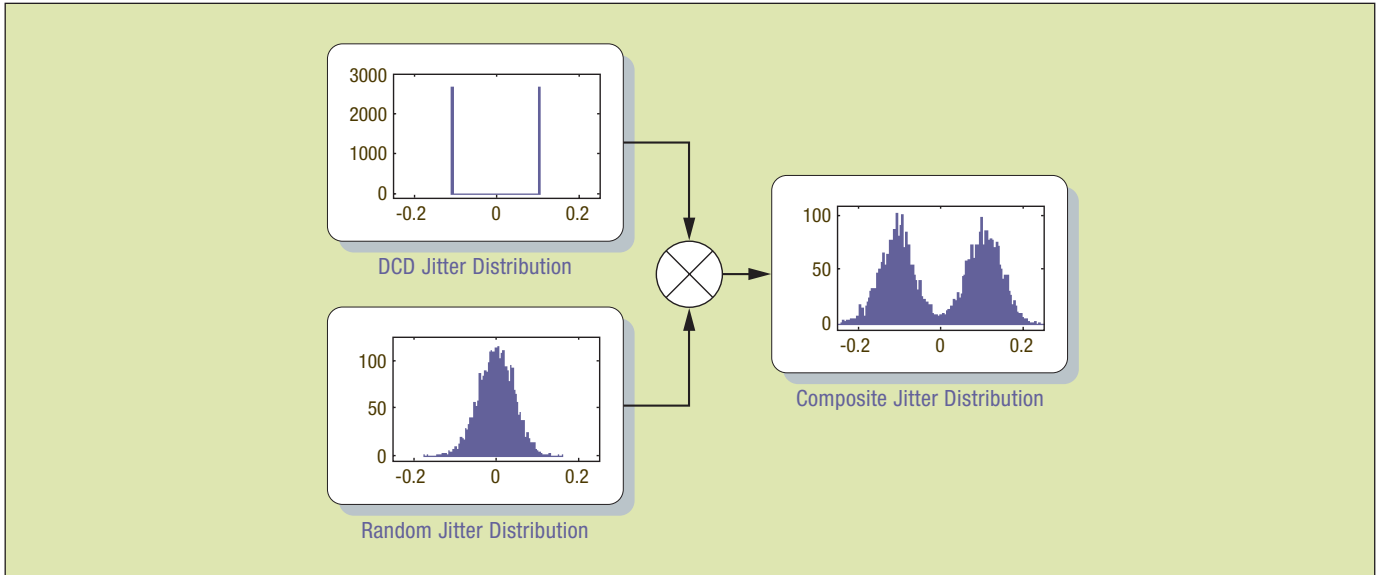 3000
2000
1000
0
-0.2 0 0.2
DCD Jitter Distribution
100
50
0
-0.2 0 0.2
Random Jitter Distribution
100
50
0
-0.2 0 0.2
Composite Jitter Distribution